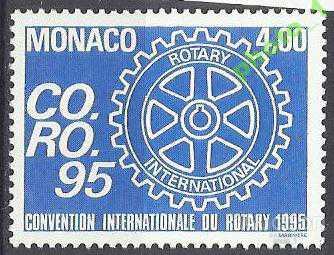 MONACO 4,00
CO.
RO.
95
ROTARY
INTERNATIONAL
CONVENTION INTERNATIONALE DU ROTARY 1995